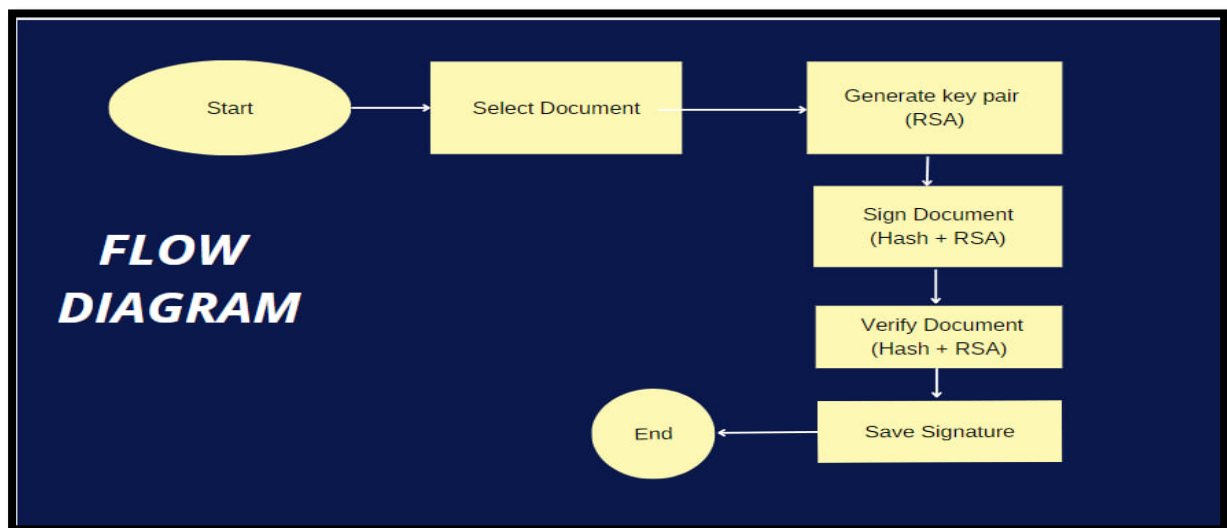 Start
Select Document
Generate key pair
(RSA)
Sign Document
(Hash + RSA)
FLOW
DIAGRAM
Verify Document
(Hash + RSA)
Save Signature
End